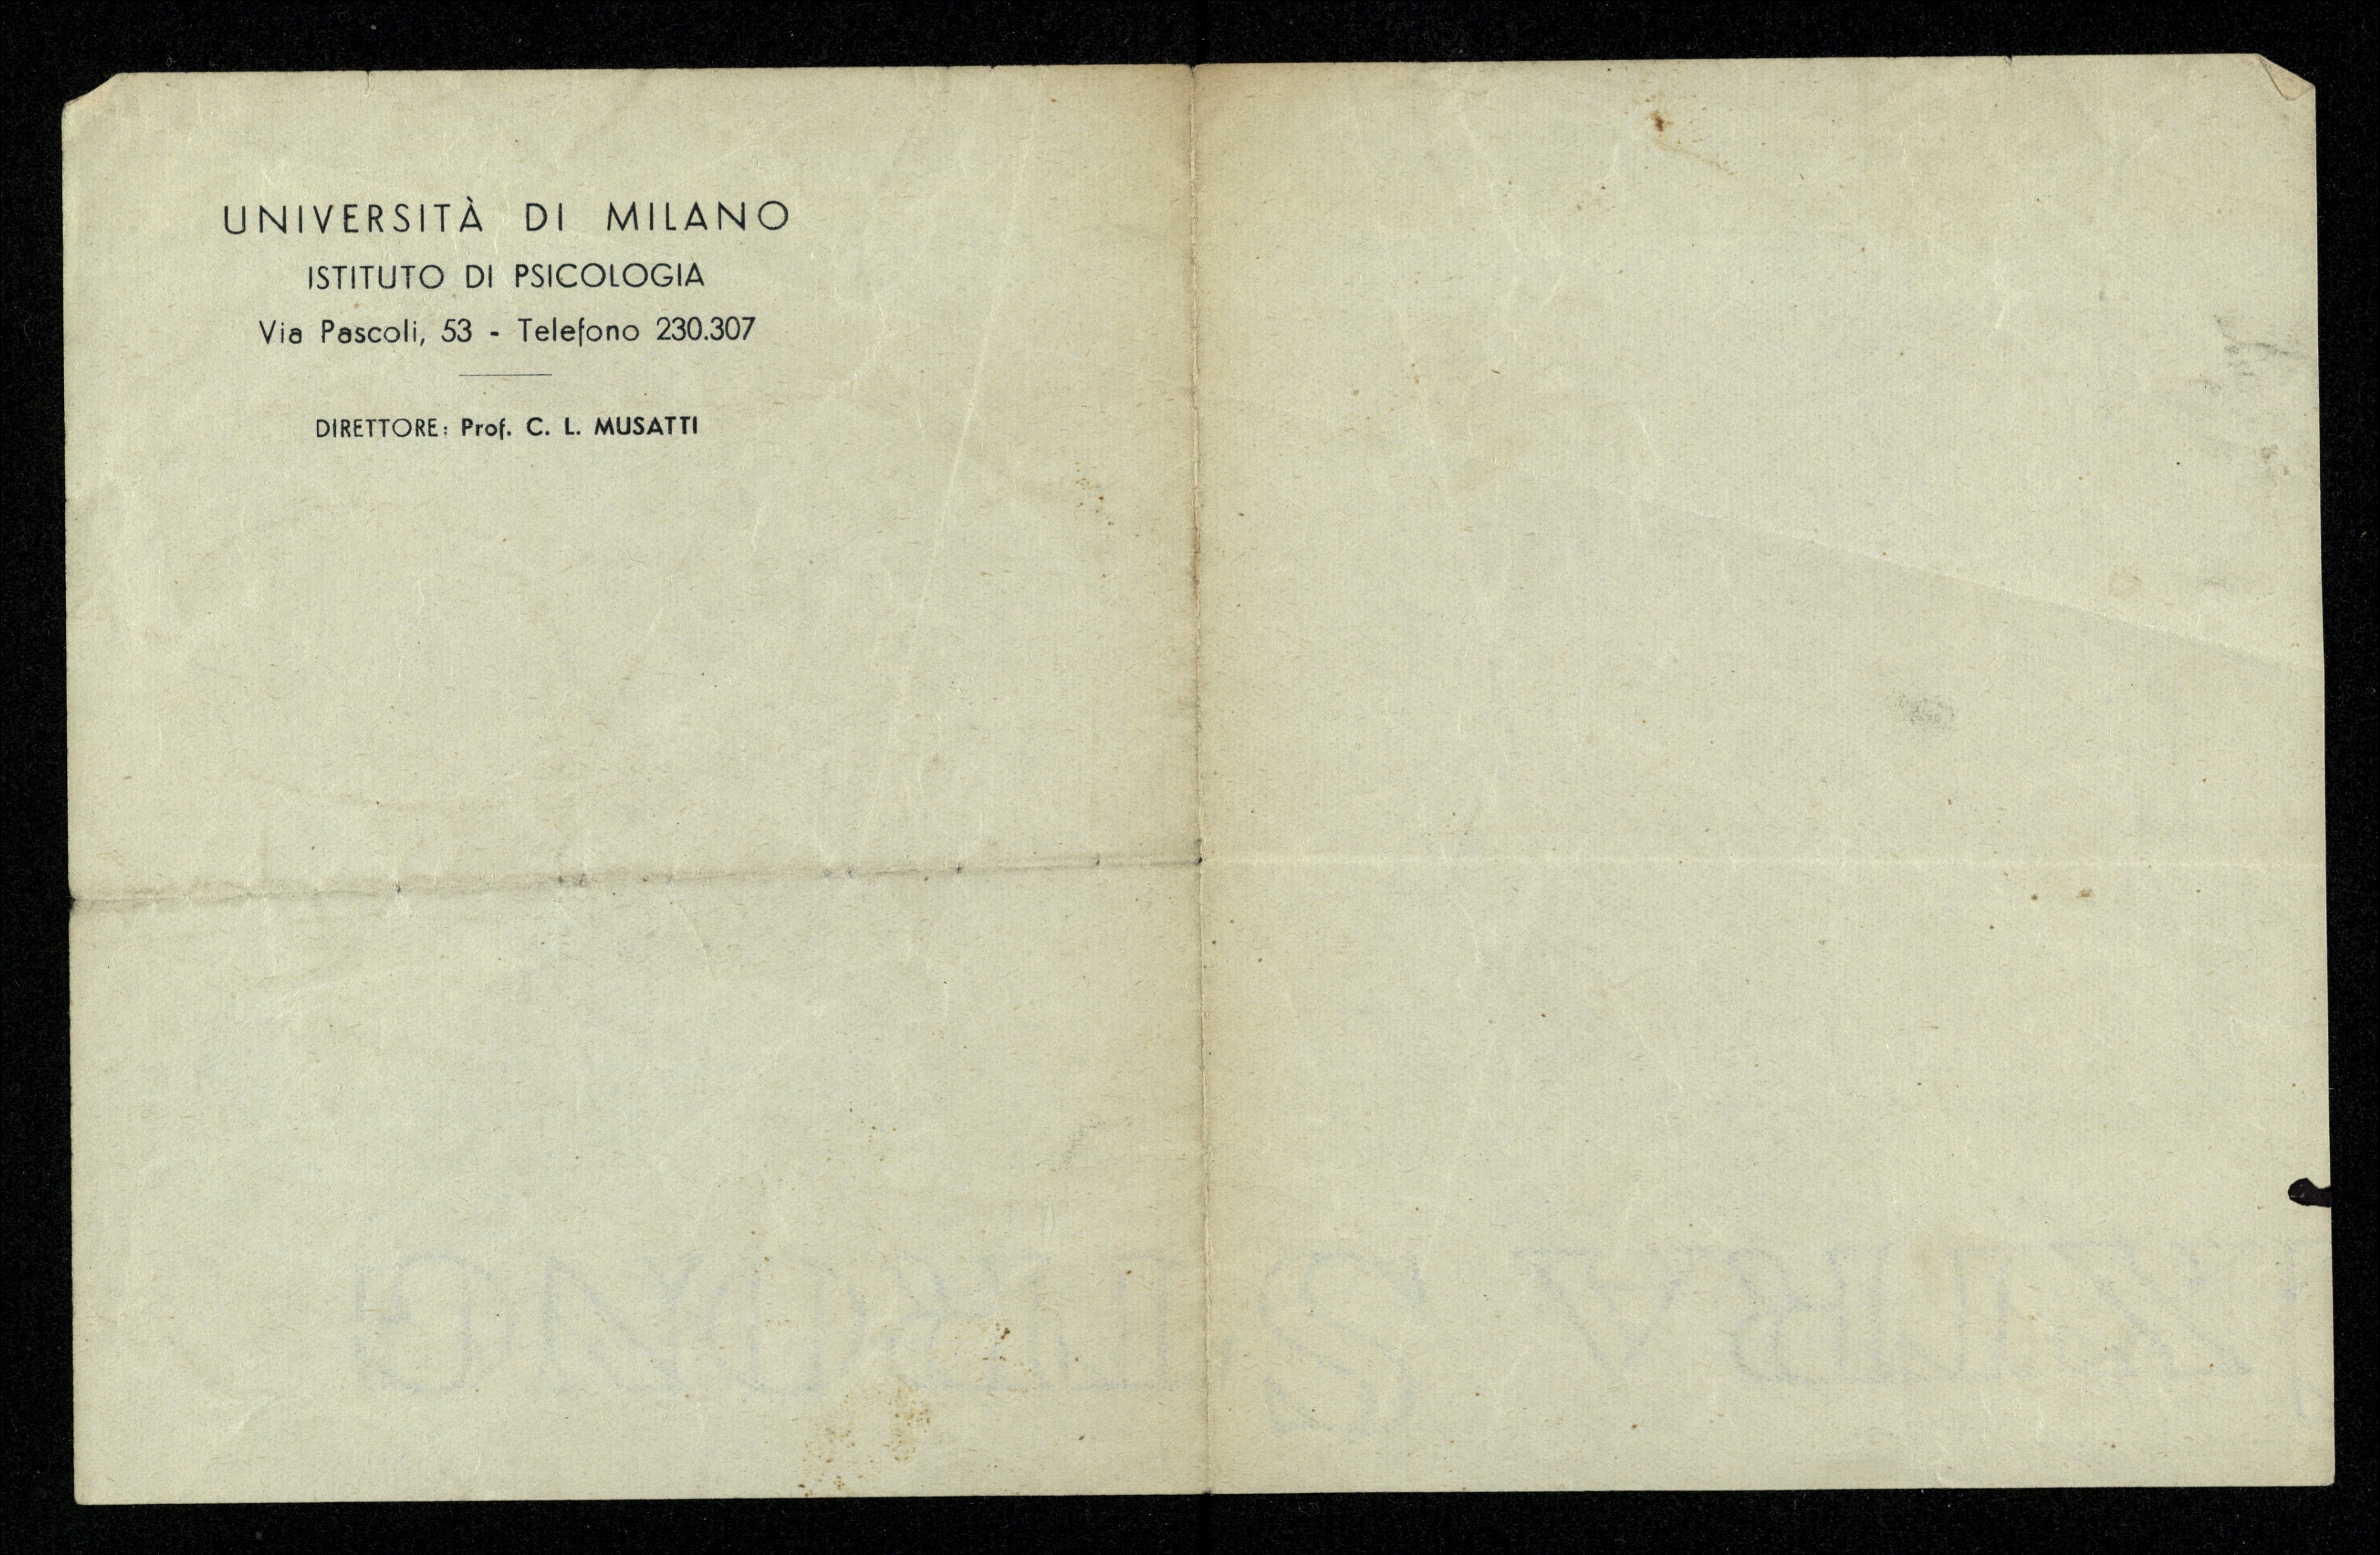 UNIVERSITÀ DI MILANO
ISTITUTO DI PSICOLOGIA
Via Pascoli, 53 - Telefono 230.307
DIRETTORE: Prof. C. L. MUSATTI